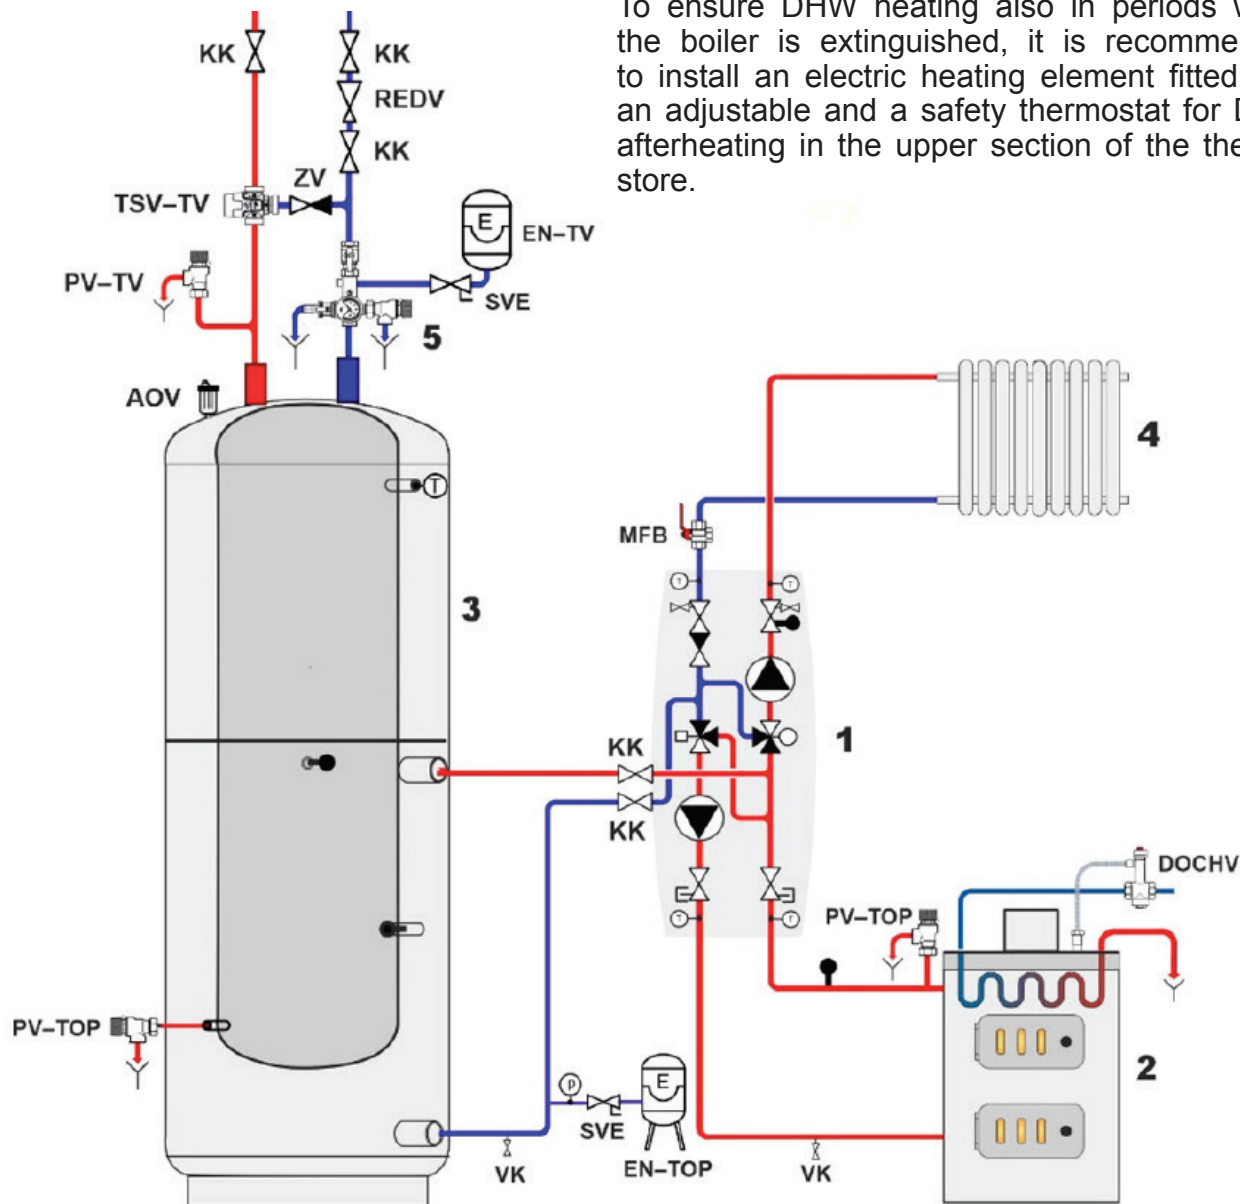 To ensure DHW heating also in periods
the boiler is extinguished, it is
to install an electric heating element fitted
an adjustable and a safety thermostat for
afterheating in the upper section of the
store.
KK
KK
REDV
KK
ZV
TSV–TV
E
EN–TV
PV–TV
SVE
5
AOV
T
4
MFB
T
T
3
1
KK
KK
DOCHV
PV–TOP
T
T
PV–TOP
2
P
E
SVE
VK
EN–TOP
VK